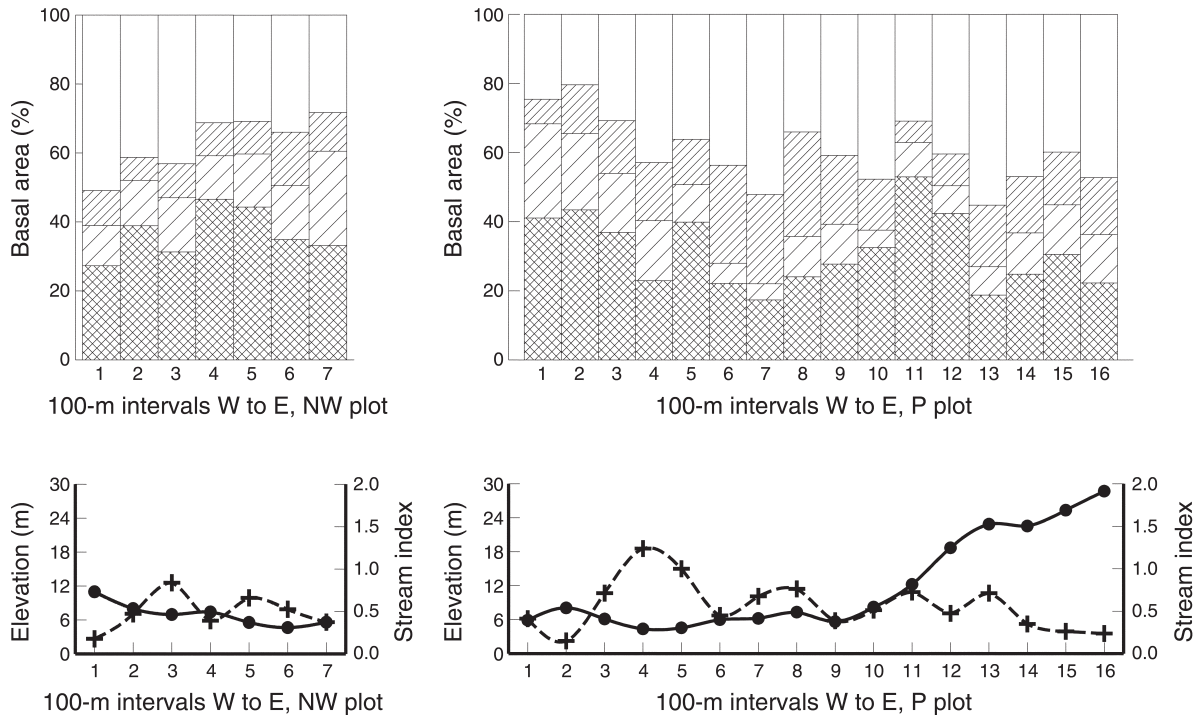 100
80
60
40
20
0
Basal area (%)
1 2 3 4 5 6 7
100-m intervals W to E, NW plot
100
80
60
40
20
0
Basal area (%)
1 2 3 4 5 6 7 8 9 10 11 12 13 14 15 16
100-m intervals W to E, P plot
30
24
18
12
6
0
Elevation (m)
2.0
1.5
1.0
0.5
0.0
Stream index
1 2 3 4 5 6 7
100-m intervals W to E, NW plot
30
24
18
12
6
0
Elevation (m)
2.0
1.5
1.0
0.5
0.0
Stream index
1 2 3 4 5 6 7 8 9 10 11 12 13 14 15 16
100-m intervals W to E, P plot